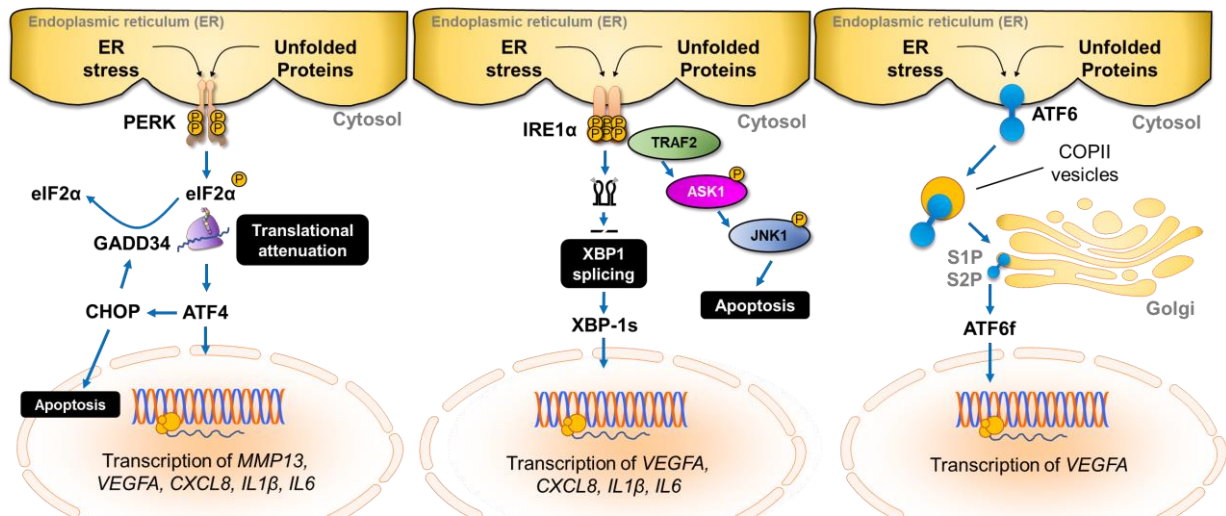 Endoplasmic reticulum (ER)
ER
stress
Unfolded
Proteins
PERK
P
P
P
P
Cytosol
eIF2α
eIF2α
P
GADD34
Translational
attenuation
CHOP
ATF4
Apoptosis
Transcription of MMP13,
VEGFA, CXCL8, IL1β, IL6
Endoplasmic reticulum (ER)
ER
stress
Unfolded
Proteins
IRE1α
P
P
P
P
P
P
Cytosol
TRAF2
P
ASK1
P
JNK1
XBP1
splicing
Apoptosis
XBP-1s
Transcription of VEGFA,
CXCL8, IL1β, IL6
Endoplasmic reticulum (ER)
ER
stress
Unfolded
Proteins
ATF6
Cytosol
COPII
vesicles
S1P
S2P
Golgi
ATF6f
Transcription of VEGFA